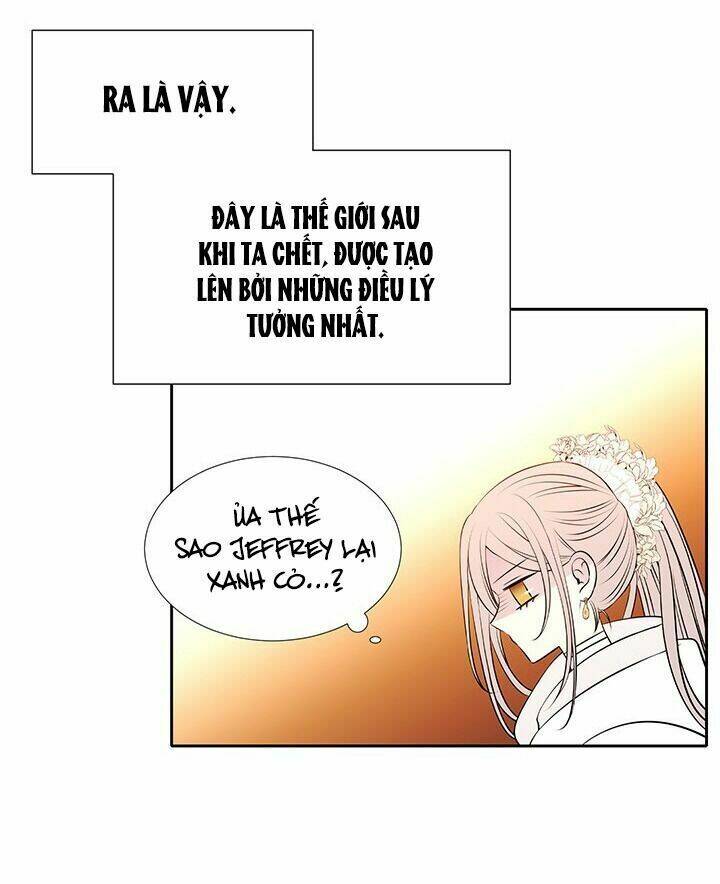 RA LÀ VẬY.
ĐÂY LÀ THẾ GIỚI SAU
KHI TA CHẾT, ĐƯỢC TẠO
LÊN BỞI NHỮNG ĐIỀU LÝ
TƯỞNG NHẤT.
ỦA THẾ
SAO JEFFREY LẠI
XANH CỎ...?